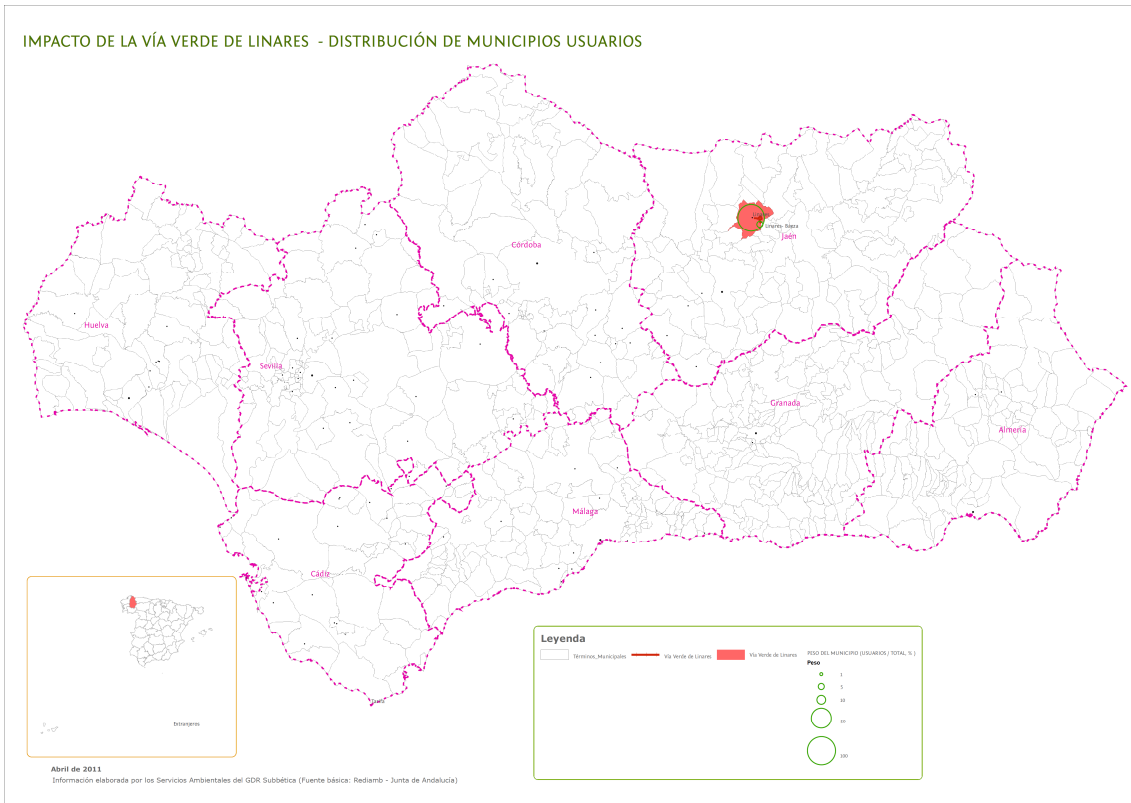 IMPACTO DE LA VÍA VERDE DE LINARES - DISTRIBUCIÓN DE MUNICIPIOS USUARIOS
Linares- Baeza
Jaén
Córdoba
Huelva
Sevilla
Granada
Almería
Málaga
Cádiz
Extranjeros
Leyenda
Términos_Municipales
Vía Verde de Linares
Vía Verde de Linares
PESO DEL MUNICIPIO (USUARIOS / TOTAL, % )
Peso
1
5
10
100
Abril de 2011
Información elaborada por los Servicios Ambientales del GDR Subbética (Fuente básica: Rediamb - Junta de Andalucía)